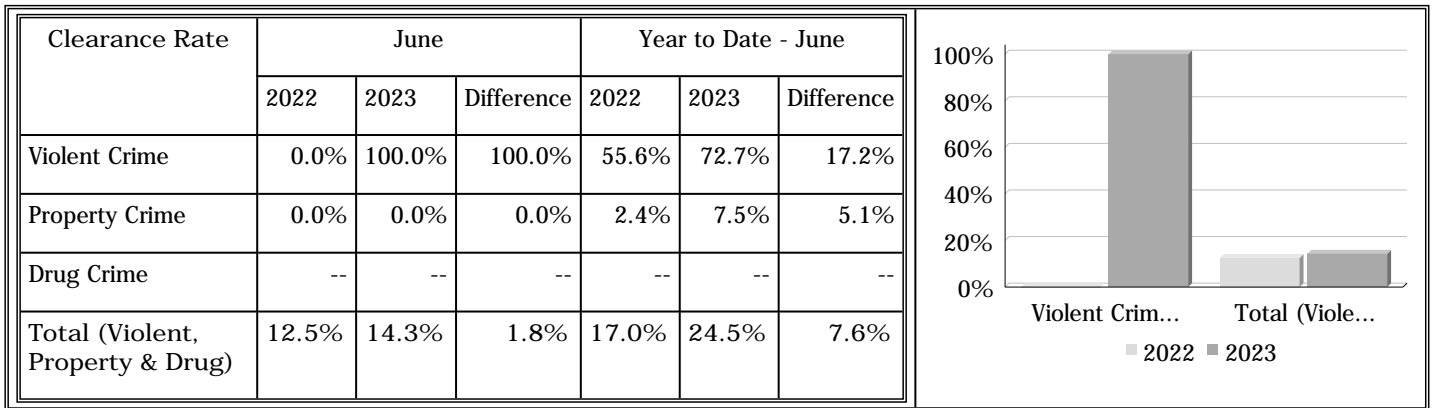 Clearance Rate June Year to Date - June
2022 2023 Difference 2022 2023 Difference
Violent Crime 0.0% 100.0% 100.0% 55.6% 72.7% 17.2%
Property Crime 0.0% 0.0% 0.0% 2.4% 7.5% 5.1%
Drug Crime -- -- -- -- -- --
Total (Violent, 12.5% 14.3% 1.8% 17.0% 24.5% 7.6%
Property & Drug)
100%
80%
60%
40%
20%
0%
Violent Crim... Total (Viole...
2022 2023